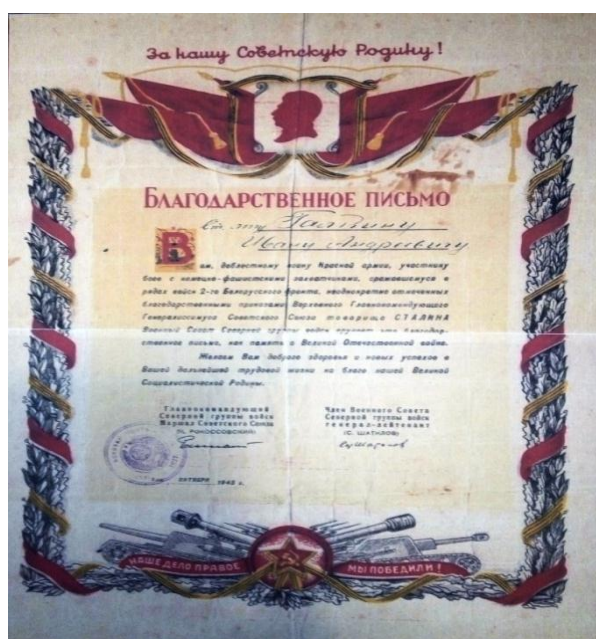 За нашу Советскую Родину!
БЛАГОДАРСТВЕННОЕ ПИСЬМО
Ивану Андреевичу
Вам, доблестному воину Красной армии, участнику
боев с немецко-фашистскими захватчиками, сражавшемуся в
рядах войск 2-го Белорусского фронта, неоднократно отмеченных
благодарственными приказами Верховного Главнокомандующего
Генералиссимуса Советского Союза товарища СТАЛИНА
Военный Совет Северной группы войск вручает это благодар-
ственное письмо, как память о Великой Отечественной войне.
Желаем Вам доброго здоровья и новых успехов в
Вашей дальнейшей трудовой жизни на благо нашей Великой
Социалистической Родины.
Главнокомандующий
Северной группы войск
Маршал Советского Союза
(К. РОКОССОВСКИЙ)
Член Военного Совета
Северной группы войск
генерал-лейтенант
(С. ШАТИЛОВ)
ОКТЯБРЯ 1945 г.
НАШЕ ДЕЛО ПРАВОЕ
МЫ ПОБЕДИЛИ!